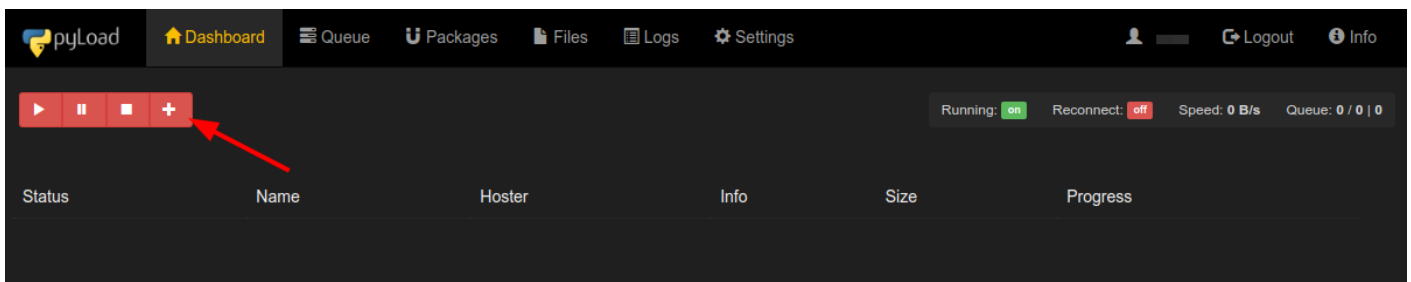 pyLoad Dashboard Queue Packages Files Logs Settings Logout Info
Running: on Reconnect: off Speed: 0 B/s Queue: 0 / 0 | 0
Status Name Hoster Info Size Progress